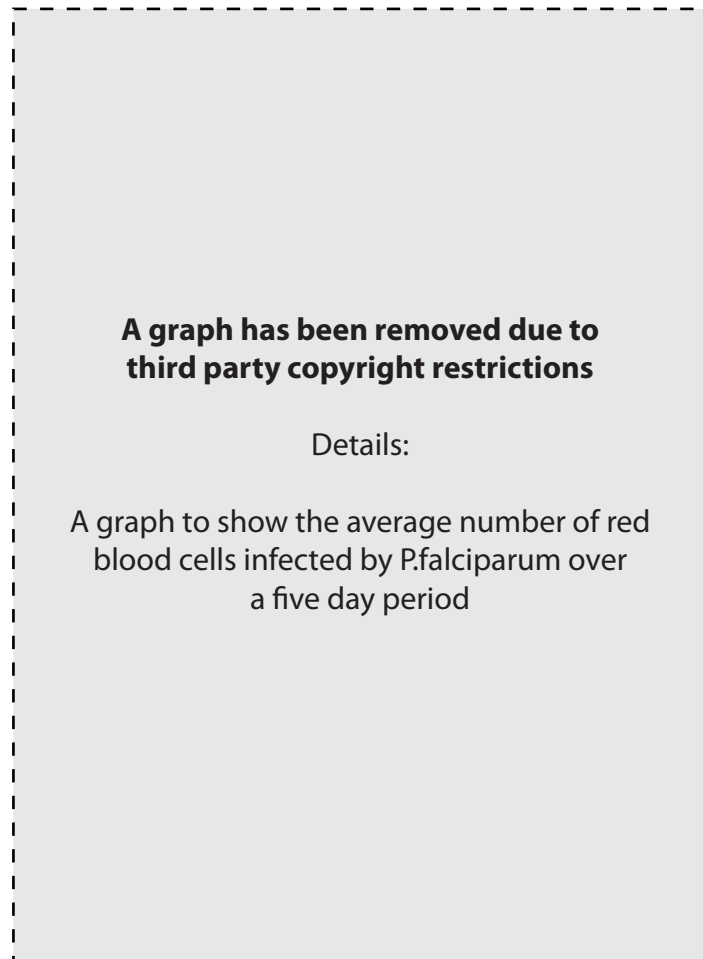 A graph has been removed due to
third party copyright restrictions
Details:
A graph to show the average number of red
blood cells infected by P.falciparum over
a five day period